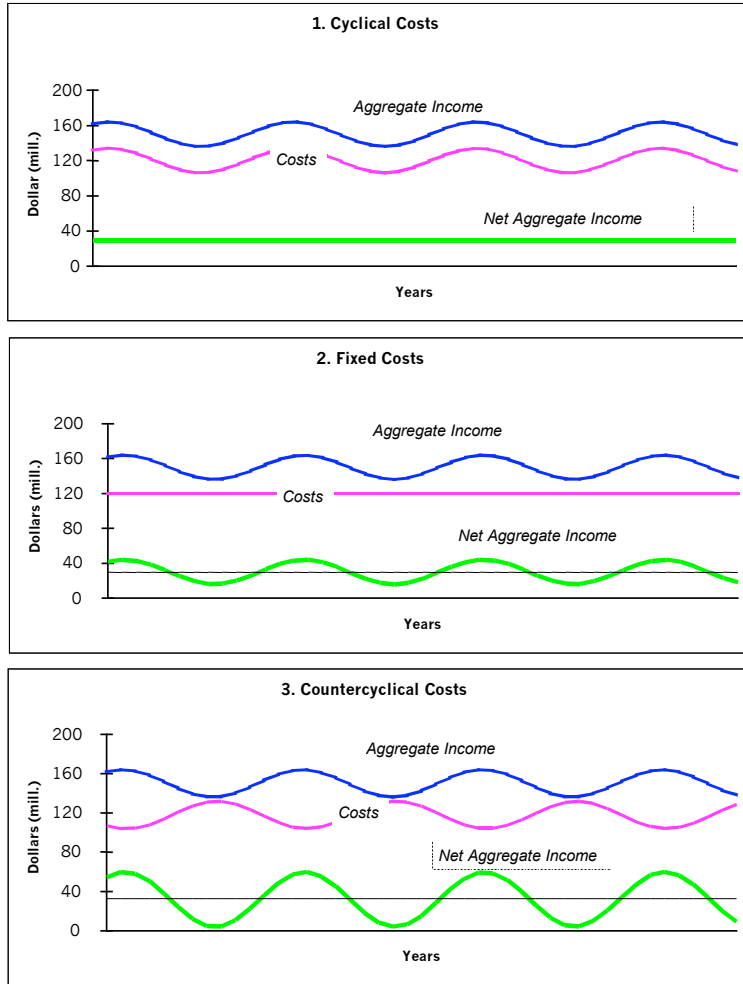 1. Cyclical Costs
200
160
120
80
40
0
Dollar (mill.)
Aggregate Income
Costs
Net Aggregate Income
Years
2. Fixed Costs
200
160
120
80
40
0
Dollars (mill.)
Aggregate Income
Costs
Net Aggregate Income
Years
3. Countercyclical Costs
200
160
120
80
40
0
Dollars (mill.)
Aggregate Income
Costs
Net Aggregate Income
Years